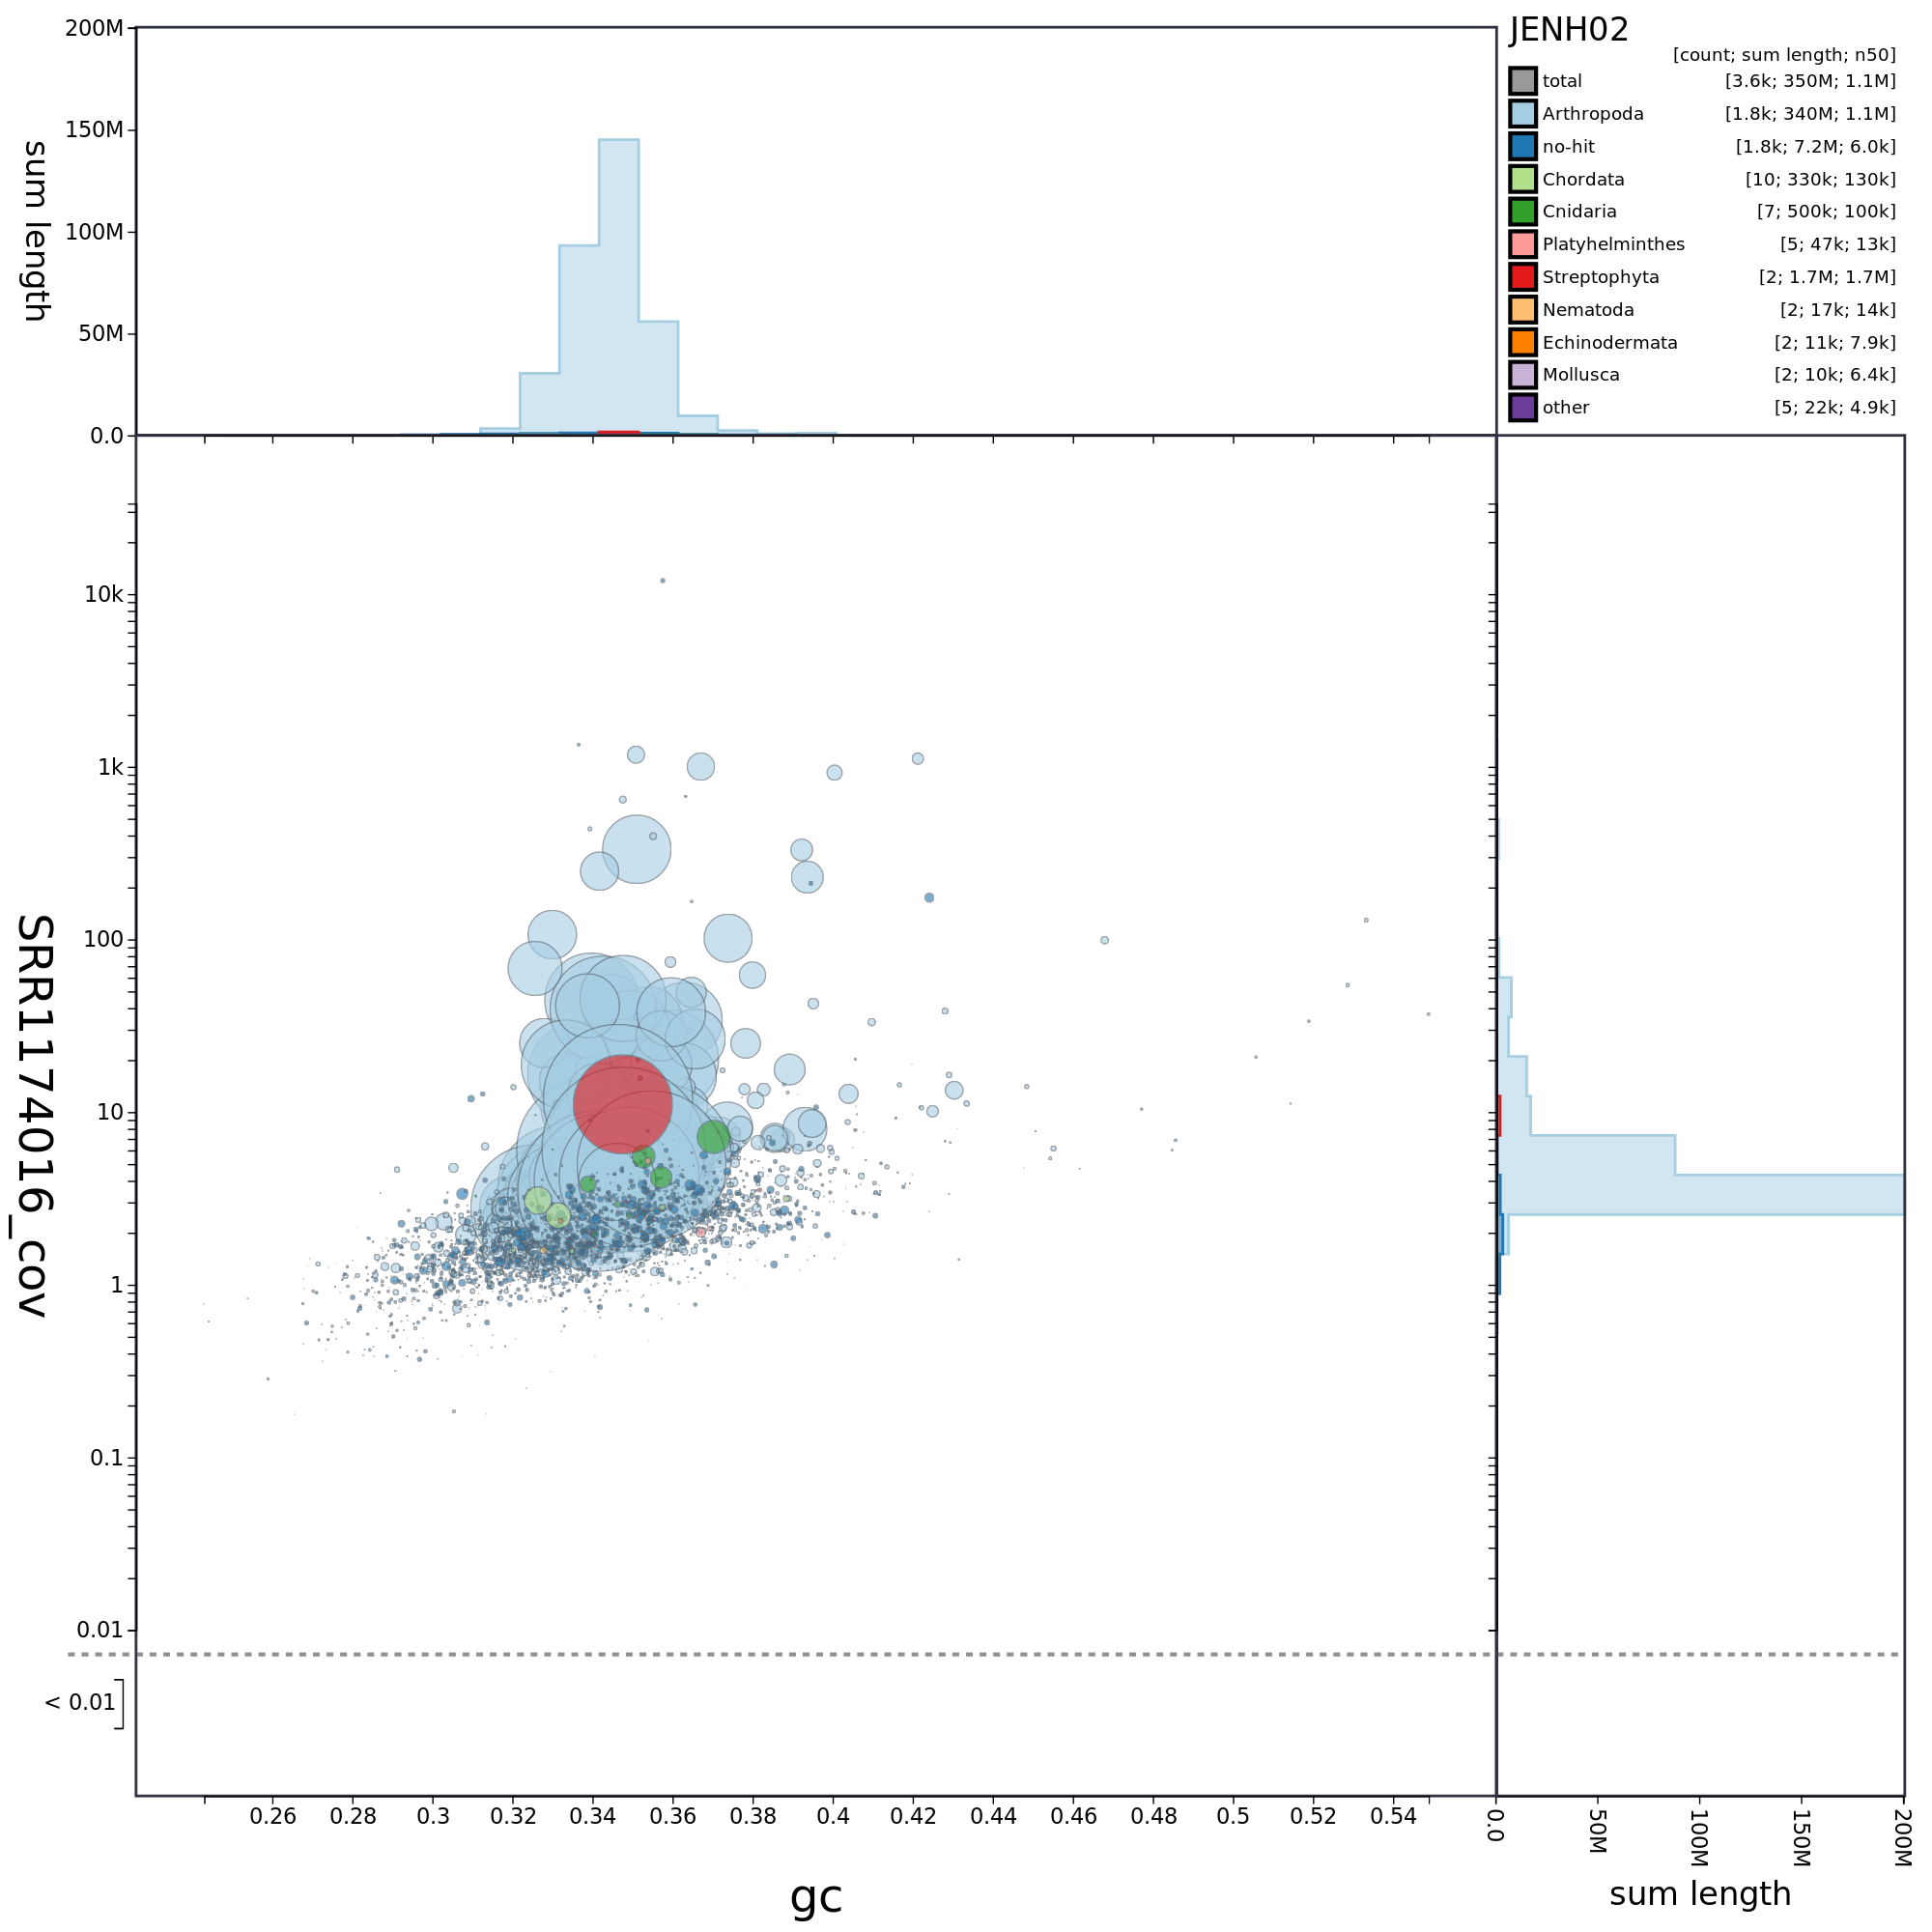 JENH02
[count; sum length; n50]
total [3.6k; 350M; 1.1M]
Arthropoda [1.8k; 340M; 1.1M]
no-hit [1.8k; 7.2M; 6.0k]
Chordata [10; 330k; 130k]
Cnidaria [7; 500k; 100k]
Platyhelminthes [5; 47k; 13k]
Streptophyta [2; 1.7M; 1.7M]
Nematoda [2; 17k; 14k]
Echinodermata [2; 11k; 7.9k]
Mollusca [2; 10k; 6.4k]
other [5; 22k; 4.9k]
sum length
200M
150M
100M
50M
0.0
SRR1174016_cov
10k
1k
100
10
1
0.1
0.01
< 0.01
0.26 0.28 0.3 0.32 0.34 0.36 0.38 0.4 0.42 0.44 0.46 0.48 0.5 0.52 0.54
gc
0.0 50M 100M 150M 200M
sum length